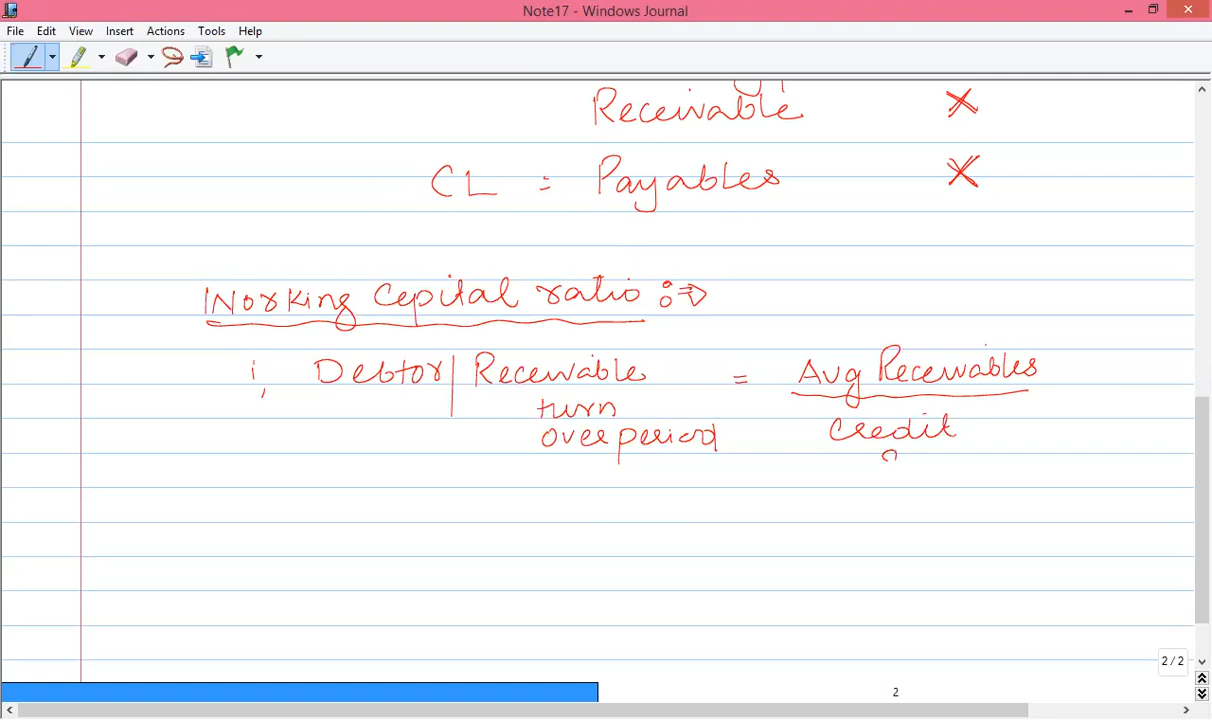 Note17 - Windows Journal
File Edit View Insert Actions Tools Help
Receivable ×
CL = Payables ×
Working Cepital ratio :⇒
i, Debtor | Receivable = Avg Receivables
turn
over period Credit
2 / 2
2